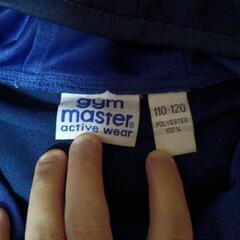 gym
master®
active wear
110-120
POLYESTER
100%